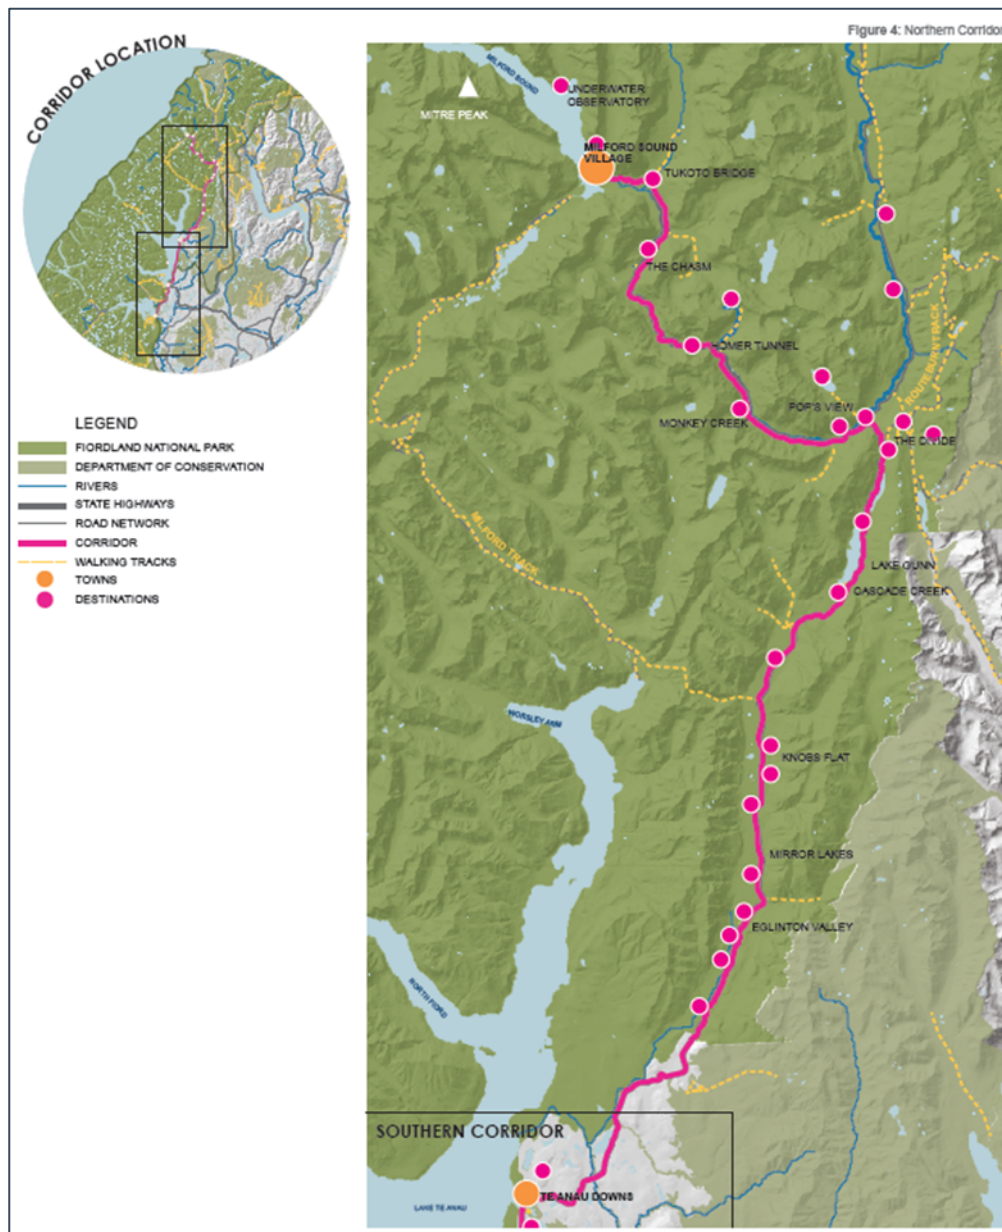 Figure 4: Northern Corridor
CORRIDOR LOCATION
LEGEND
FIORDLAND NATIONAL PARK
DEPARTMENT OF CONSERVATION
RIVERS
STATE HIGHWAYS
ROAD NETWORK
CORRIDOR
WALKING TRACKS
TOWNS
DESTINATIONS
MILFORD SOUND
MITRE PEAK
UNDERWATER
OBSERVATORY
MILFORD SOUND
VILLAGE
TUKOTO BRIDGE
THE CHASM
HOMER TUNNEL
ROUTEBURN TRACK
POP'S VIEW
MONKEY CREEK
THE DIVIDE
MILFORD TRACK
LAKE GUNN
CASCADE CREEK
WORSLEY ARM
KNOBS FLAT
MIRROR LAKES
EGLINTON VALLEY
NORTH FIORD
SOUTHERN CORRIDOR
TE ANAU DOWNS
LAKE TE ANAU